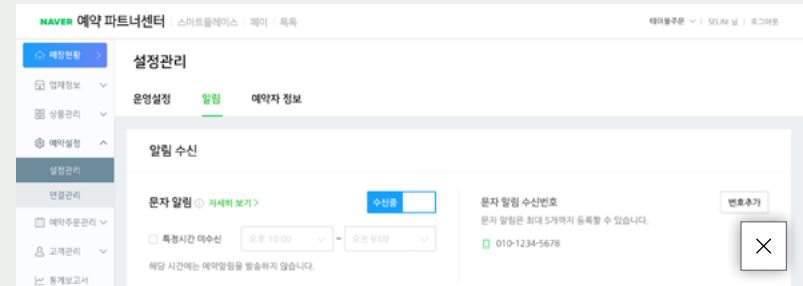 NAVER 예약 파트너센터 스마트플레이스 페이 톡톡
테이블주문 SELINI 님 로그아웃
매장현황
업체정보
상품관리
예약설정
설정관리
연결관리
예약주문관리
고객관리
통계보고서
설정관리
운영설정 알림 예약자 정보
알림 수신
문자 알림 자세히 보기 >
수신중
특정시간 미수신 오후 10:00 ~ 오전 9:00
해당 시간에는 예약알림을 발송하지 않습니다.
문자 알림 수신번호
번호추가
문자 알림은 최대 5개까지 등록할 수 있습니다.
010-1234-5678